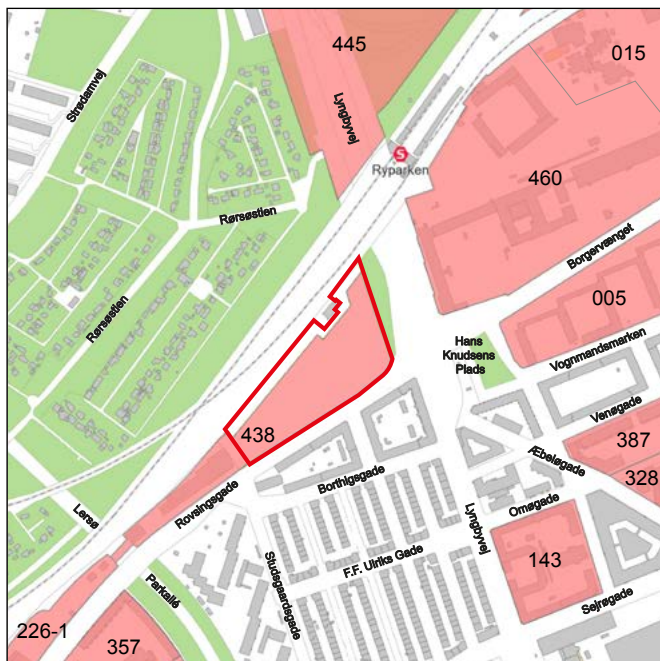 445
015
Strødamvej
Lyngbyvej
S
Ryparken
460
Rørsøstien
Borgervænget
Rørsøstien
005
Hans
Knudsens
Plads
Vognmandsmarken
438
Venøgade
387
Æbeløgade
328
Borthigsgade
Rovsingsgade
Lersø
Omøgade
Lyngbyvej
F.F. Ulriks Gade
143
Studsgaardsgade
Parkallé
Sejrøgade
226-1
357